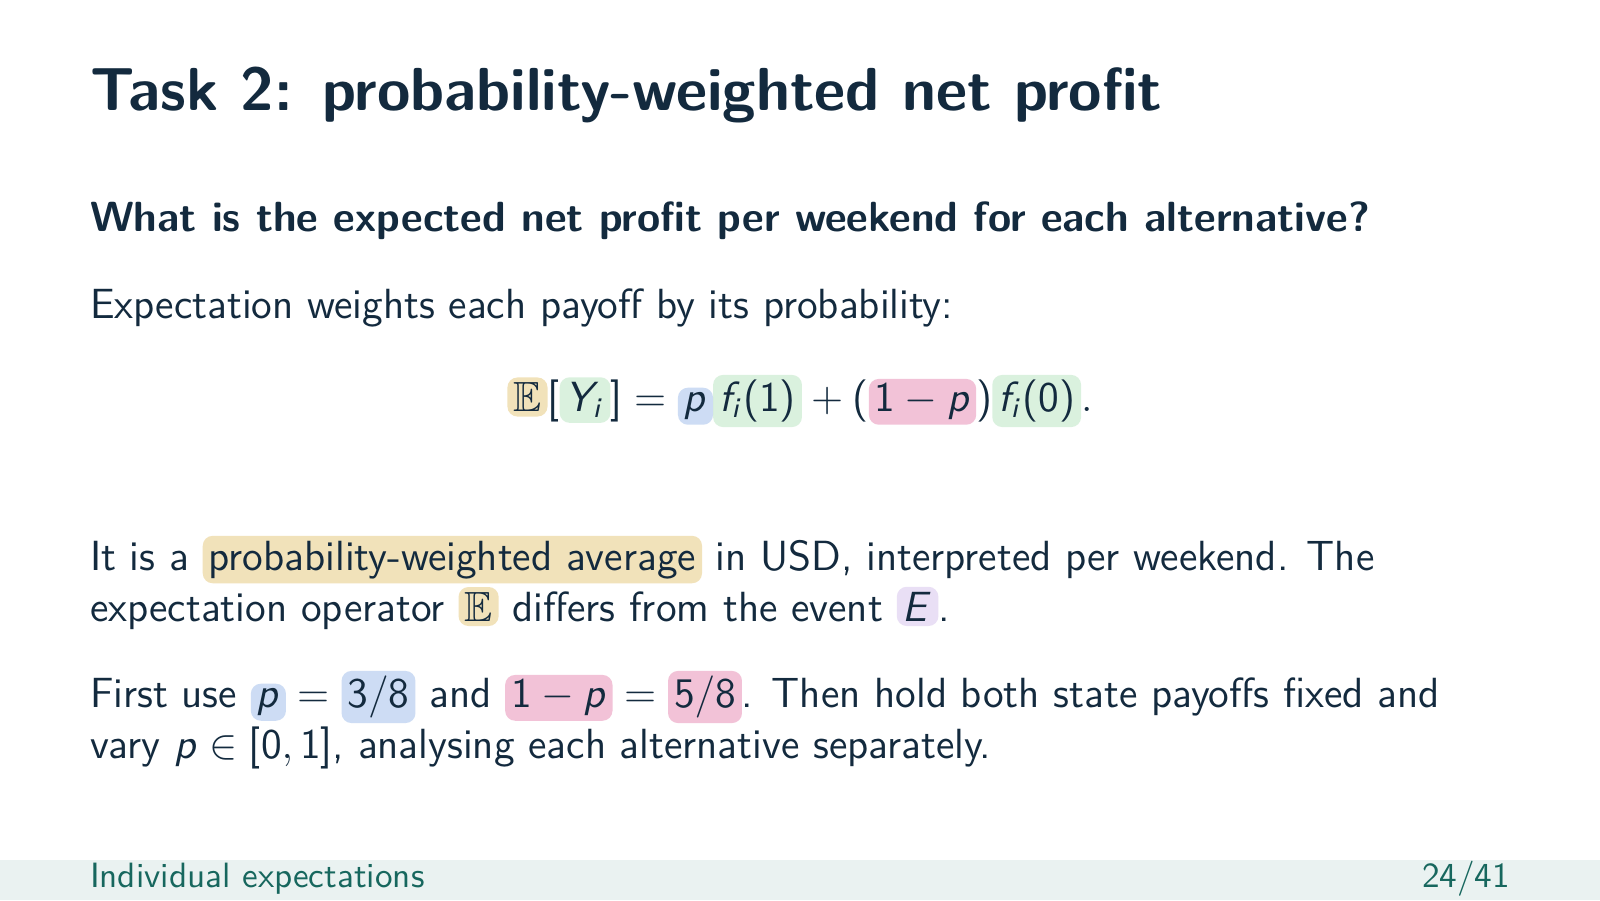 Task 2: probability-weighted net profit
What is the expected net profit per weekend for each alternative?
Expectation weights each payoff by its probability:
𝔼[Y_i] = p f_i(1) + (1 − p) f_i(0).
It is a probability-weighted average in USD, interpreted per weekend. The
expectation operator 𝔼 differs from the event E.
First use p = 3/8 and 1 − p = 5/8. Then hold both state payoffs fixed and
vary p ∈ [0, 1], analysing each alternative separately.
Individual expectations
24/41